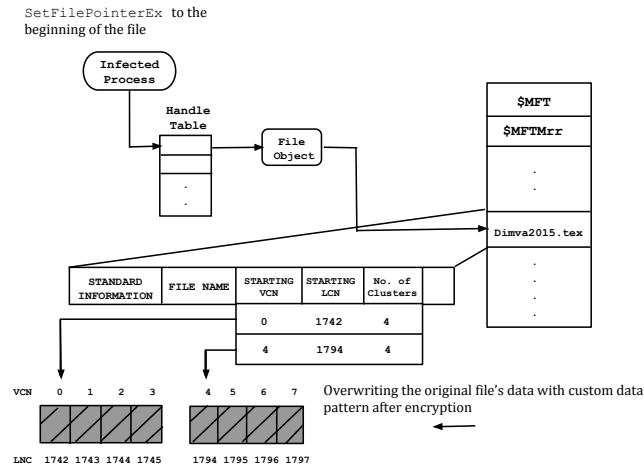 SetFilePointerEx to the
beginning of the file
Infected
Process
Handle
Table
File
Object
$MFT
$MFTMrr
Dimva2015.tex
STANDARD
INFORMATION
FILE NAME
STARTING
VCN
STARTING
LCN
No. of
Clusters
0 1742 4
4 1794 4
VCN 0 1 2 3 4 5 6 7
Overwriting the original file's data with custom data
pattern after encryption
LNC 1742 1743 1744 1745 1794 1795 1796 1797